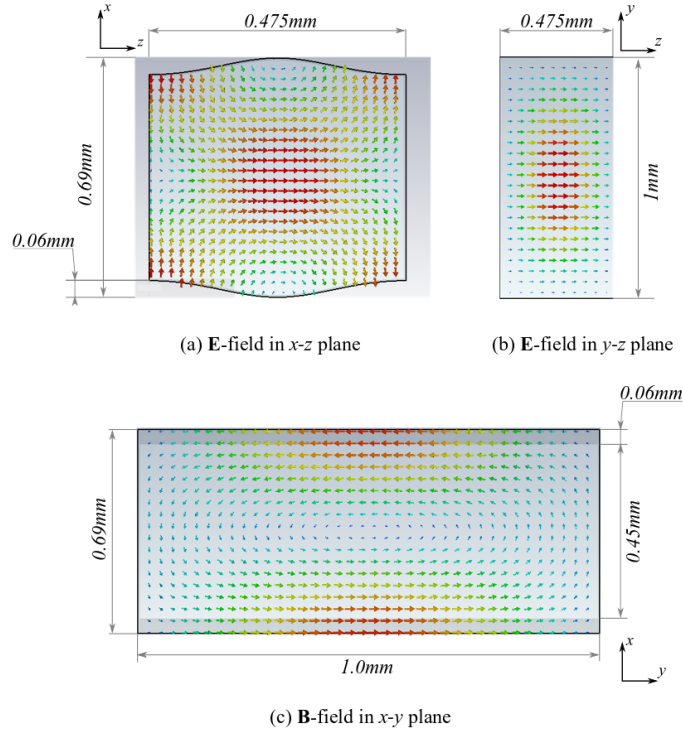 x
z
0.475mm
0.69mm
0.06mm
0.475mm
y
z
1mm
(a) E-field in x-z plane
(b) E-field in y-z plane
0.06mm
0.69mm
0.45mm
1.0mm
x
y
(c) B-field in x-y plane